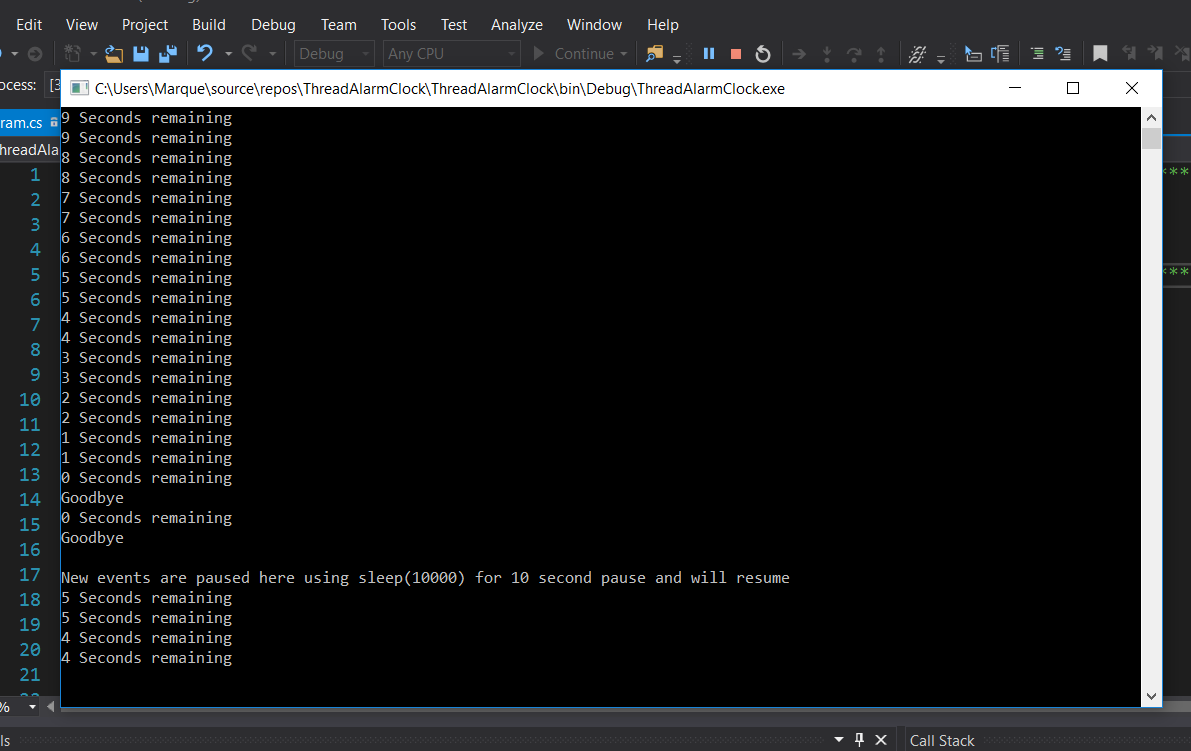 Edit View Project Build Debug Team Tools Test Analyze Window Help
Debug Any CPU Continue
ocess: [3
C:\Users\Marque\source\repos\ThreadAlarmClock\ThreadAlarmClock\bin\Debug\ThreadAlarmClock.exe
ram.cs
hreadAla
9 Seconds remaining
9 Seconds remaining
8 Seconds remaining
8 Seconds remaining
7 Seconds remaining
7 Seconds remaining
6 Seconds remaining
6 Seconds remaining
5 Seconds remaining
5 Seconds remaining
4 Seconds remaining
4 Seconds remaining
3 Seconds remaining
3 Seconds remaining
2 Seconds remaining
2 Seconds remaining
1 Seconds remaining
1 Seconds remaining
0 Seconds remaining
Goodbye
0 Seconds remaining
Goodbye
New events are paused here using sleep(10000) for 10 second pause and will resume
5 Seconds remaining
5 Seconds remaining
4 Seconds remaining
4 Seconds remaining
1
2
3
4
5
6
7
8
9
10
11
12
13
14
15
16
17
18
19
20
21
**
**
%
ls
Call Stack